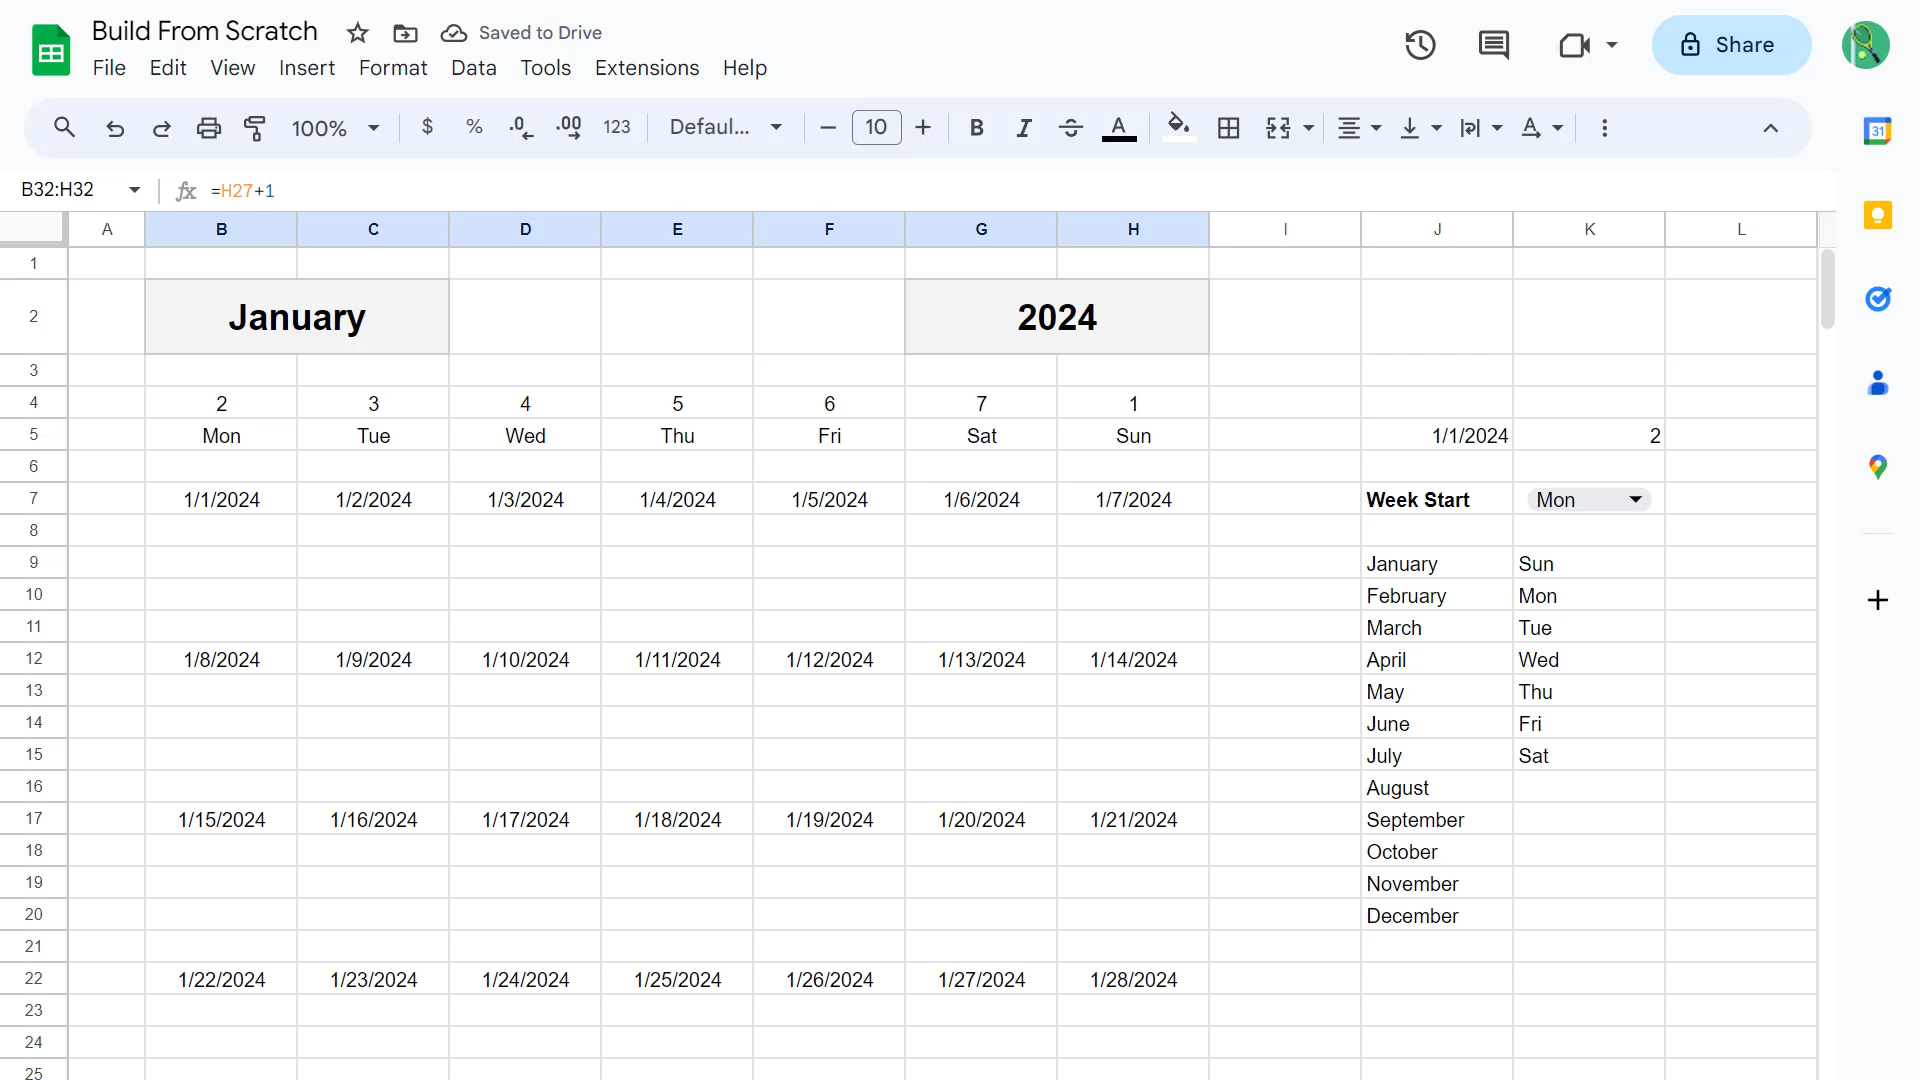 Build From Scratch Saved to Drive
File Edit View Insert Format Data Tools Extensions Help
Share
100% $ % .0 .00 123 Defaul... 10 B I S A A
31
B32:H32 fx =H27+1
A B C D E F G H I J K L
1
2 January 2024
3
4 2 3 4 5 6 7 1
5 Mon Tue Wed Thu Fri Sat Sun 1/1/2024 2
6
7 1/1/2024 1/2/2024 1/3/2024 1/4/2024 1/5/2024 1/6/2024 1/7/2024 Week Start Mon
8
9 January Sun
10 February Mon
11 March Tue
12 1/8/2024 1/9/2024 1/10/2024 1/11/2024 1/12/2024 1/13/2024 1/14/2024 April Wed
13 May Thu
14 June Fri
15 July Sat
16 August
17 1/15/2024 1/16/2024 1/17/2024 1/18/2024 1/19/2024 1/20/2024 1/21/2024 September
18 October
19 November
20 December
21
22 1/22/2024 1/23/2024 1/24/2024 1/25/2024 1/26/2024 1/27/2024 1/28/2024
23
24
25